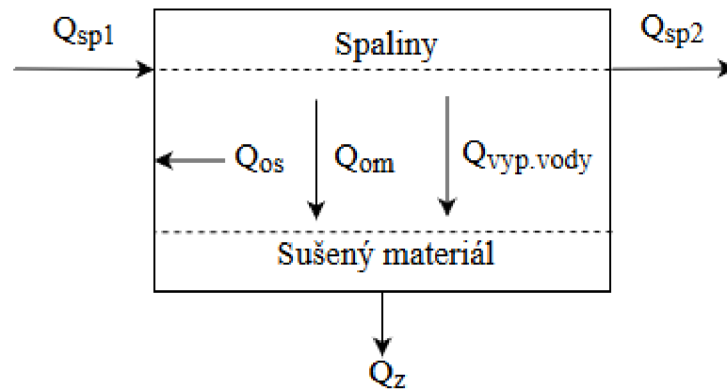 Qsp1
Spaliny
Qsp2
Qos
Qom
Qvyp.vody
Sušený materiál
Qz